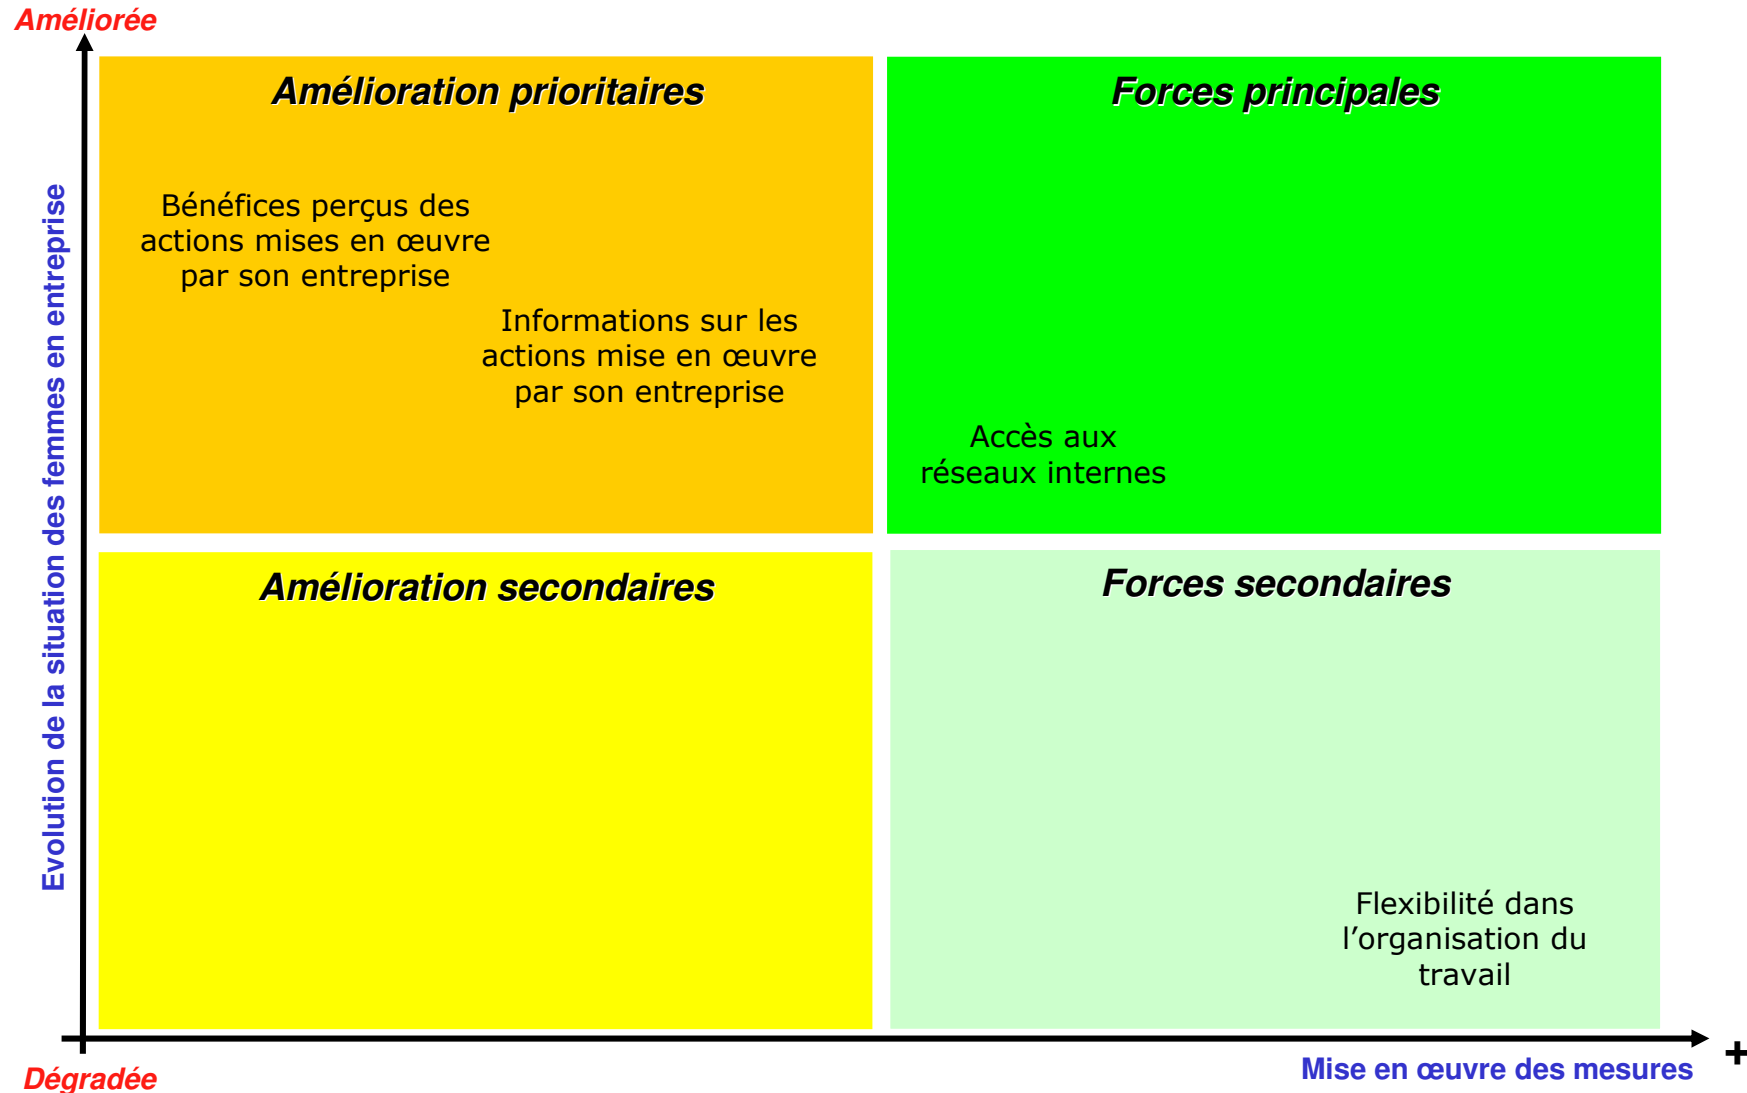 Améliorée
Evolution de la situation des femmes en entreprise
Amélioration prioritaires
Bénéfices perçus des
actions mises en œuvre
par son entreprise
Informations sur les
actions mise en œuvre
par son entreprise
Forces principales
Accès aux
réseaux internes
Amélioration secondaires
Forces secondaires
Flexibilité dans
l’organisation du
travail
Dégradée
Mise en œuvre des mesures
+